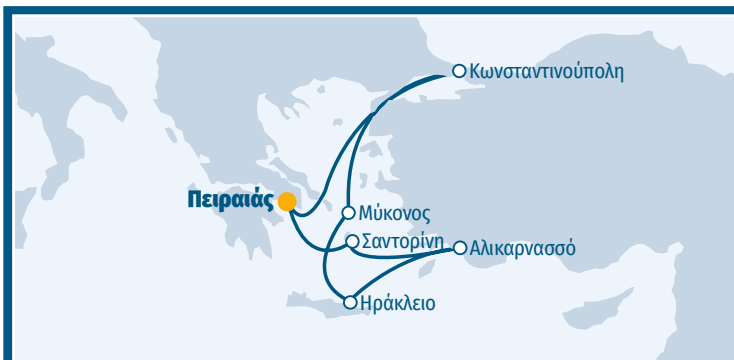 Κωνσταντινούπολη
Πειραιάς
Μύκονος
Σαντορίνη
Αλικαρνασσό
Ηράκλειο